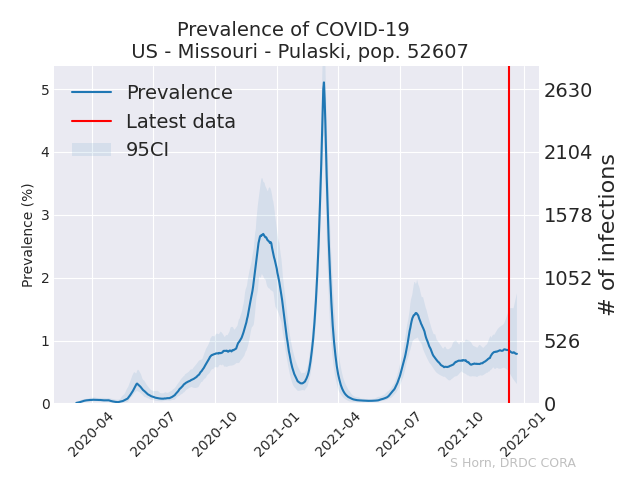 Prevalence of COVID-19
US - Missouri - Pulaski, pop. 52607
Prevalence
Latest data
95CI
Prevalence (%)
5
4
3
2
1
0
2630
2104
1578
1052
526
0
# of infections
2020-04
2020-07
2020-10
2021-01
2021-04
2021-07
2021-10
2022-01
S Horn, DRDC CORA